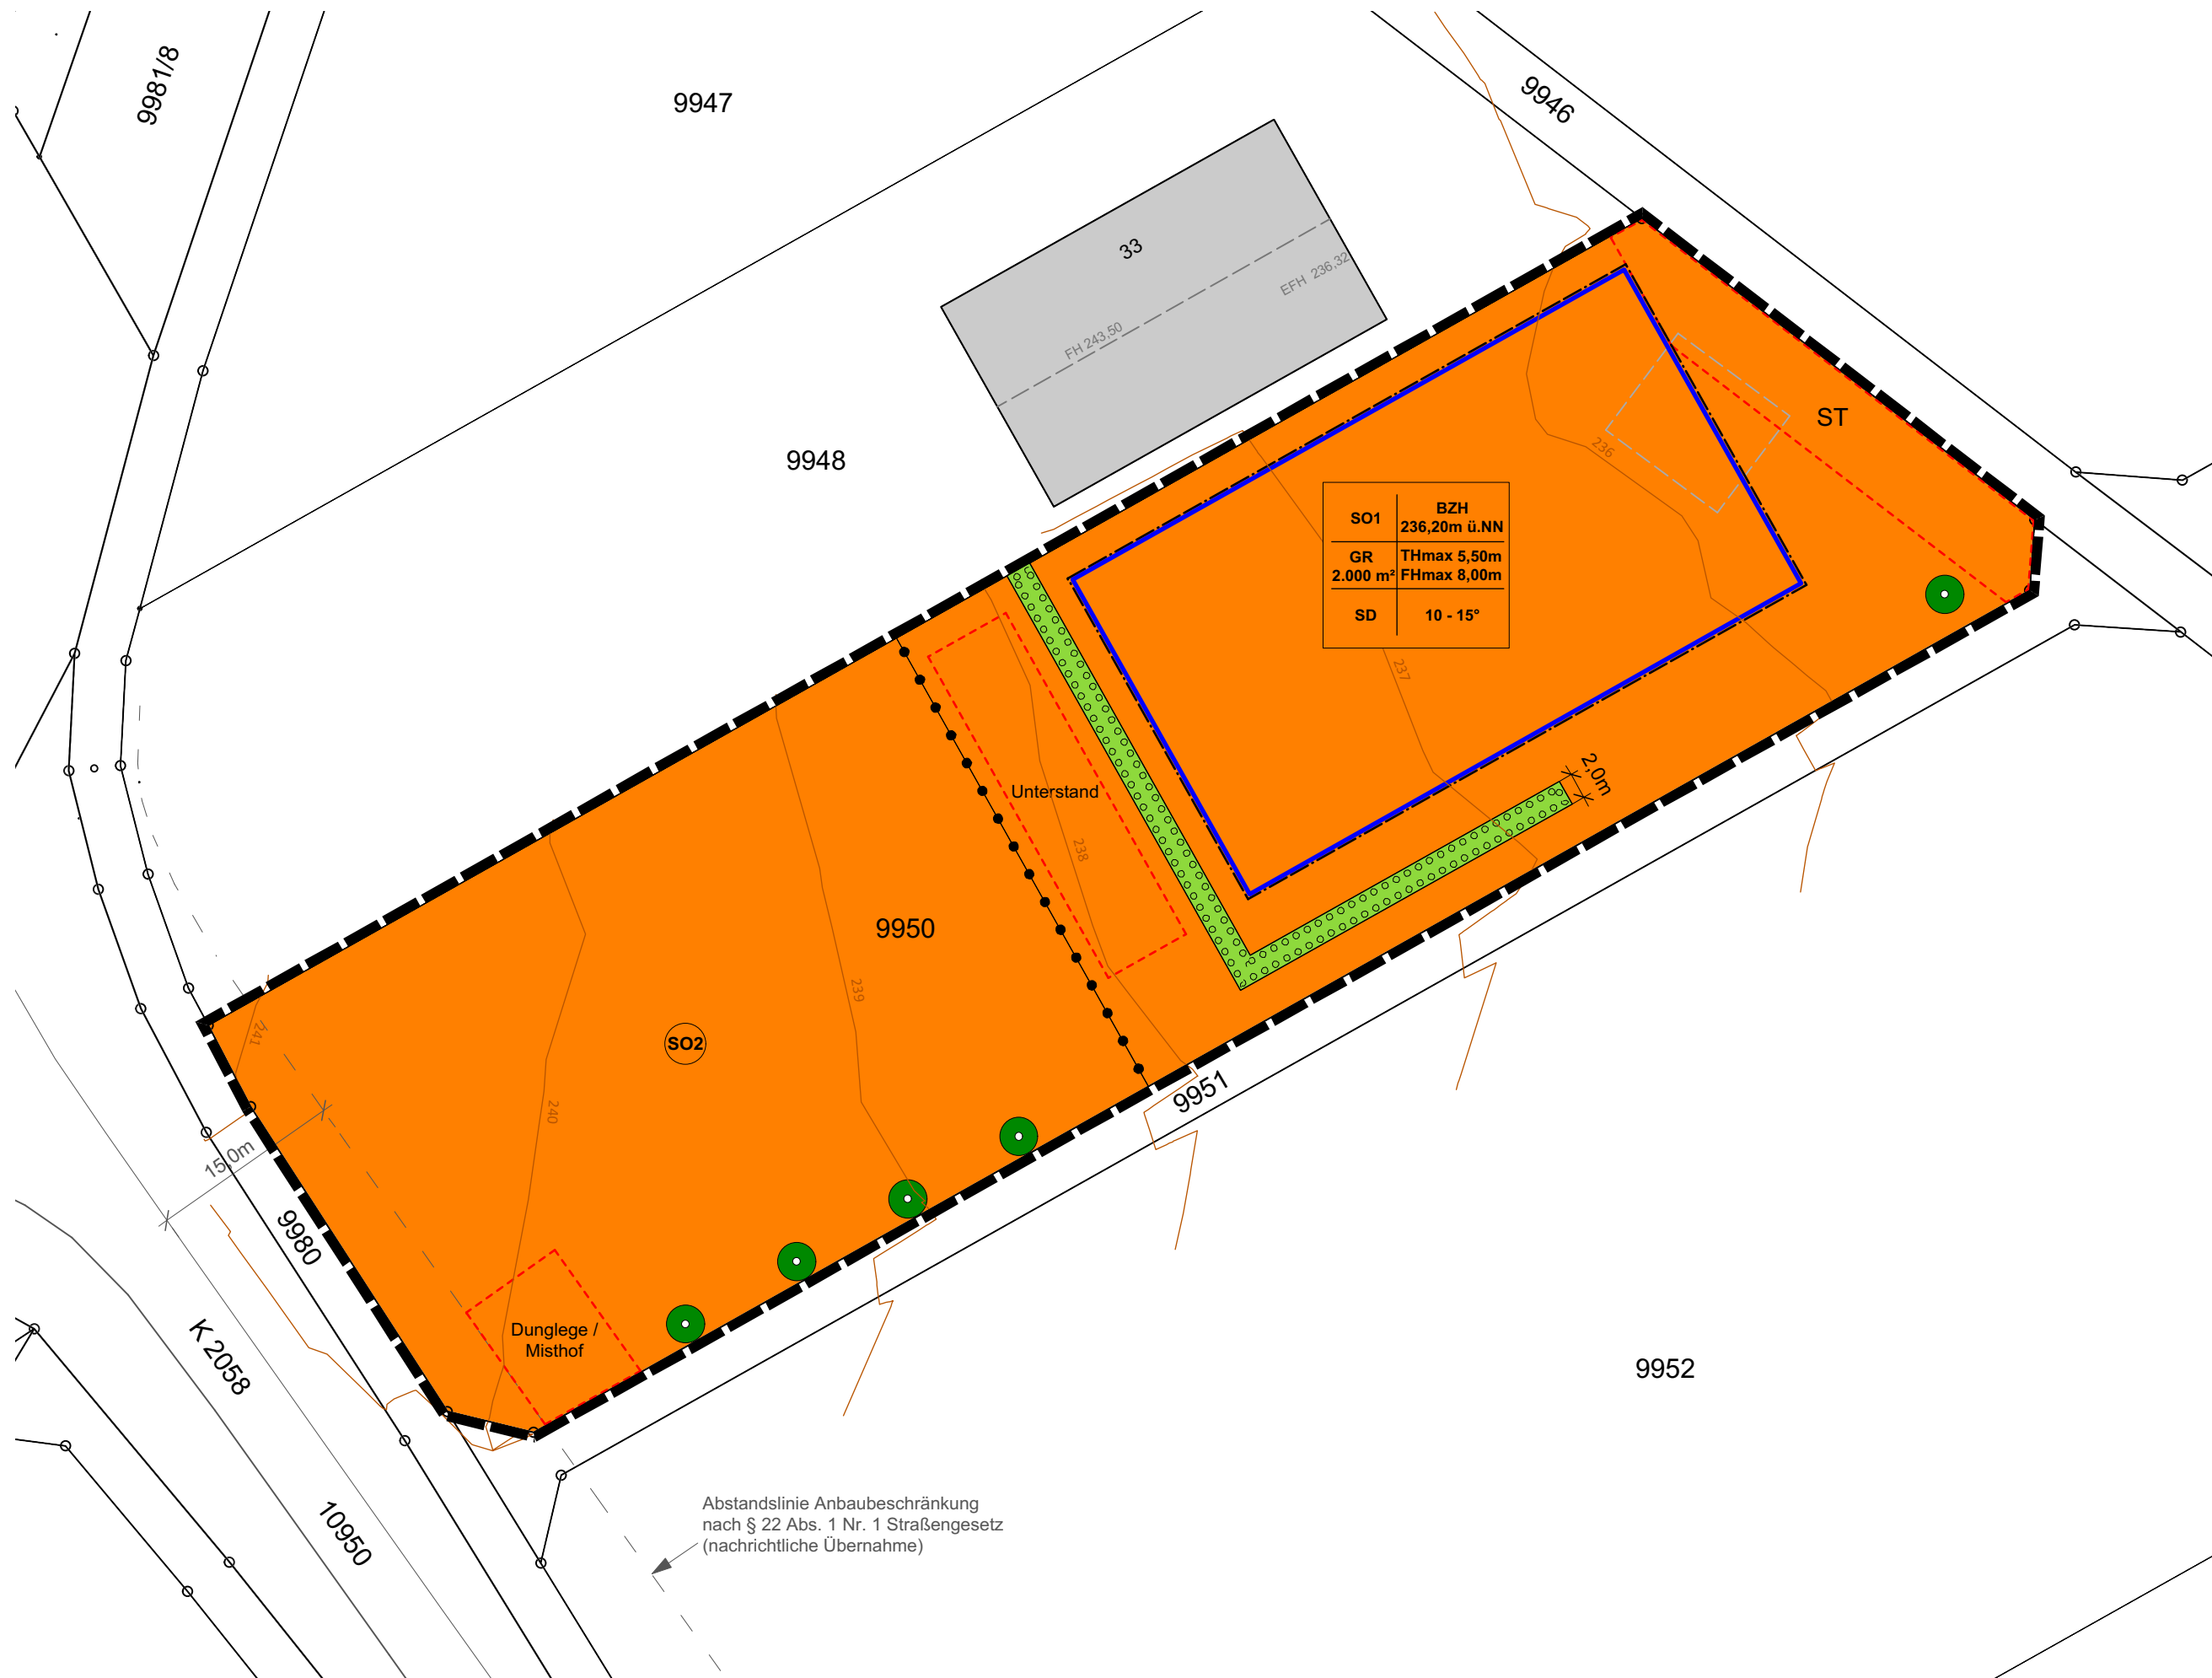 9981/8
9947
9946
33
EFH 236,32
FH 243,50
ST
9948
236
SO1
BZH
236,20m ü.NN
GR
2.000 m²
THmax 5,50m
FHmax 8,00m
SD
10 - 15°
237
2,0m
Unterstand
238
9950
239
241
SO2
240
9951
15,0m
9980
Dunglege /
Misthof
K 2058
9952
10950
Abstandslinie Anbaubeschränkung
nach § 22 Abs. 1 Nr. 1 Straßengesetz
(nachrichtliche Übernahme)